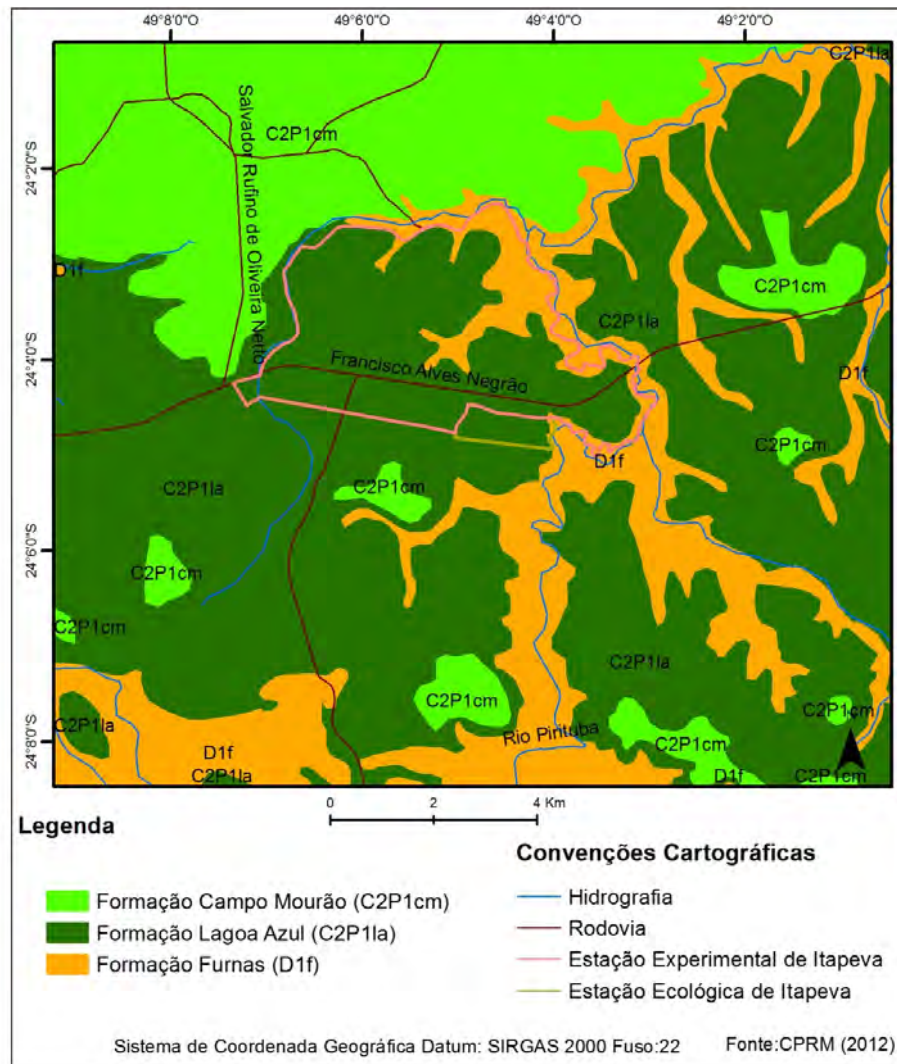 49°8'0"O 49°6'0"O 49°4'0"O 49°2'0"O
C2P1la
Salvador Rufino de Oliveira Netto
C2P1cm
24°2'0"S
D1f
C2P1cm
C2P1la
24°4'0"S
Francisco Alves Negrão
D1f
C2P1cm
D1f
C2P1cm
C2P1la
24°6'0"S
C2P1cm
C2P1cm
C2P1la
C2P1cm
C2P1cm
C2P1la
Rio Pirituba
24°8'0"S
D1f
C2P1cm
C2P1la
D1f
C2P1cm
0 2 4 Km
Legenda
Formação Campo Mourão (C2P1cm)
Formação Lagoa Azul (C2P1la)
Formação Furnas (D1f)
Convenções Cartográficas
Hidrografia
Rodovia
Estação Experimental de Itapeva
Estação Ecológica de Itapeva
Sistema de Coordenada Geográfica Datum: SIRGAS 2000 Fuso:22 Fonte:CPRM (2012)